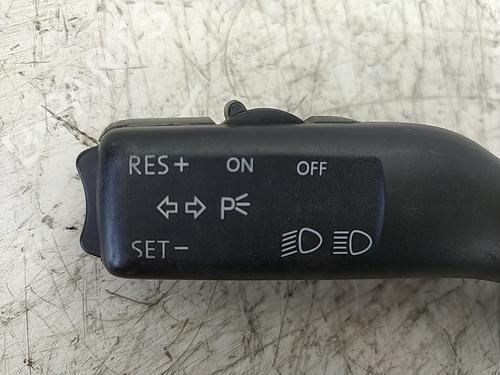 RES+ ON OFF
P
SET-